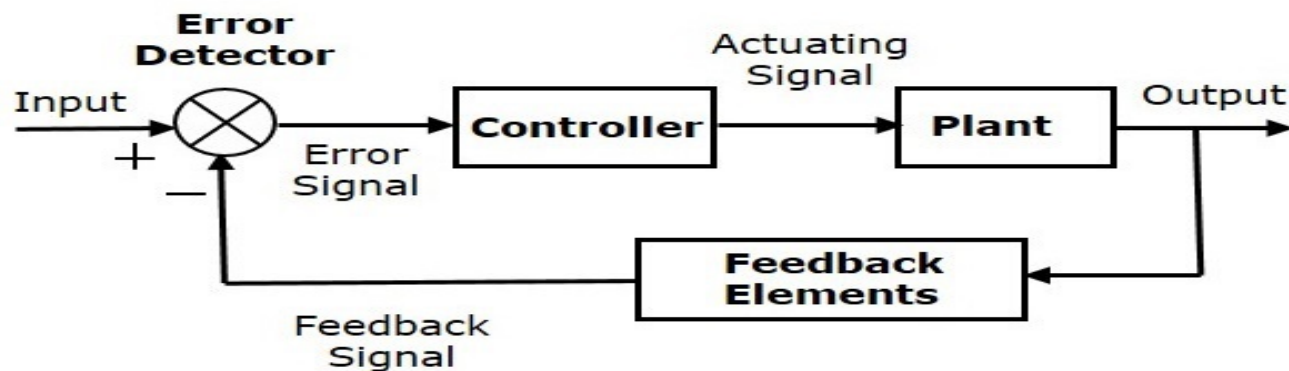 Error
Detector
Input
+
−
Error
Signal
Controller
Actuating
Signal
Plant
Output
Feedback
Elements
Feedback
Signal